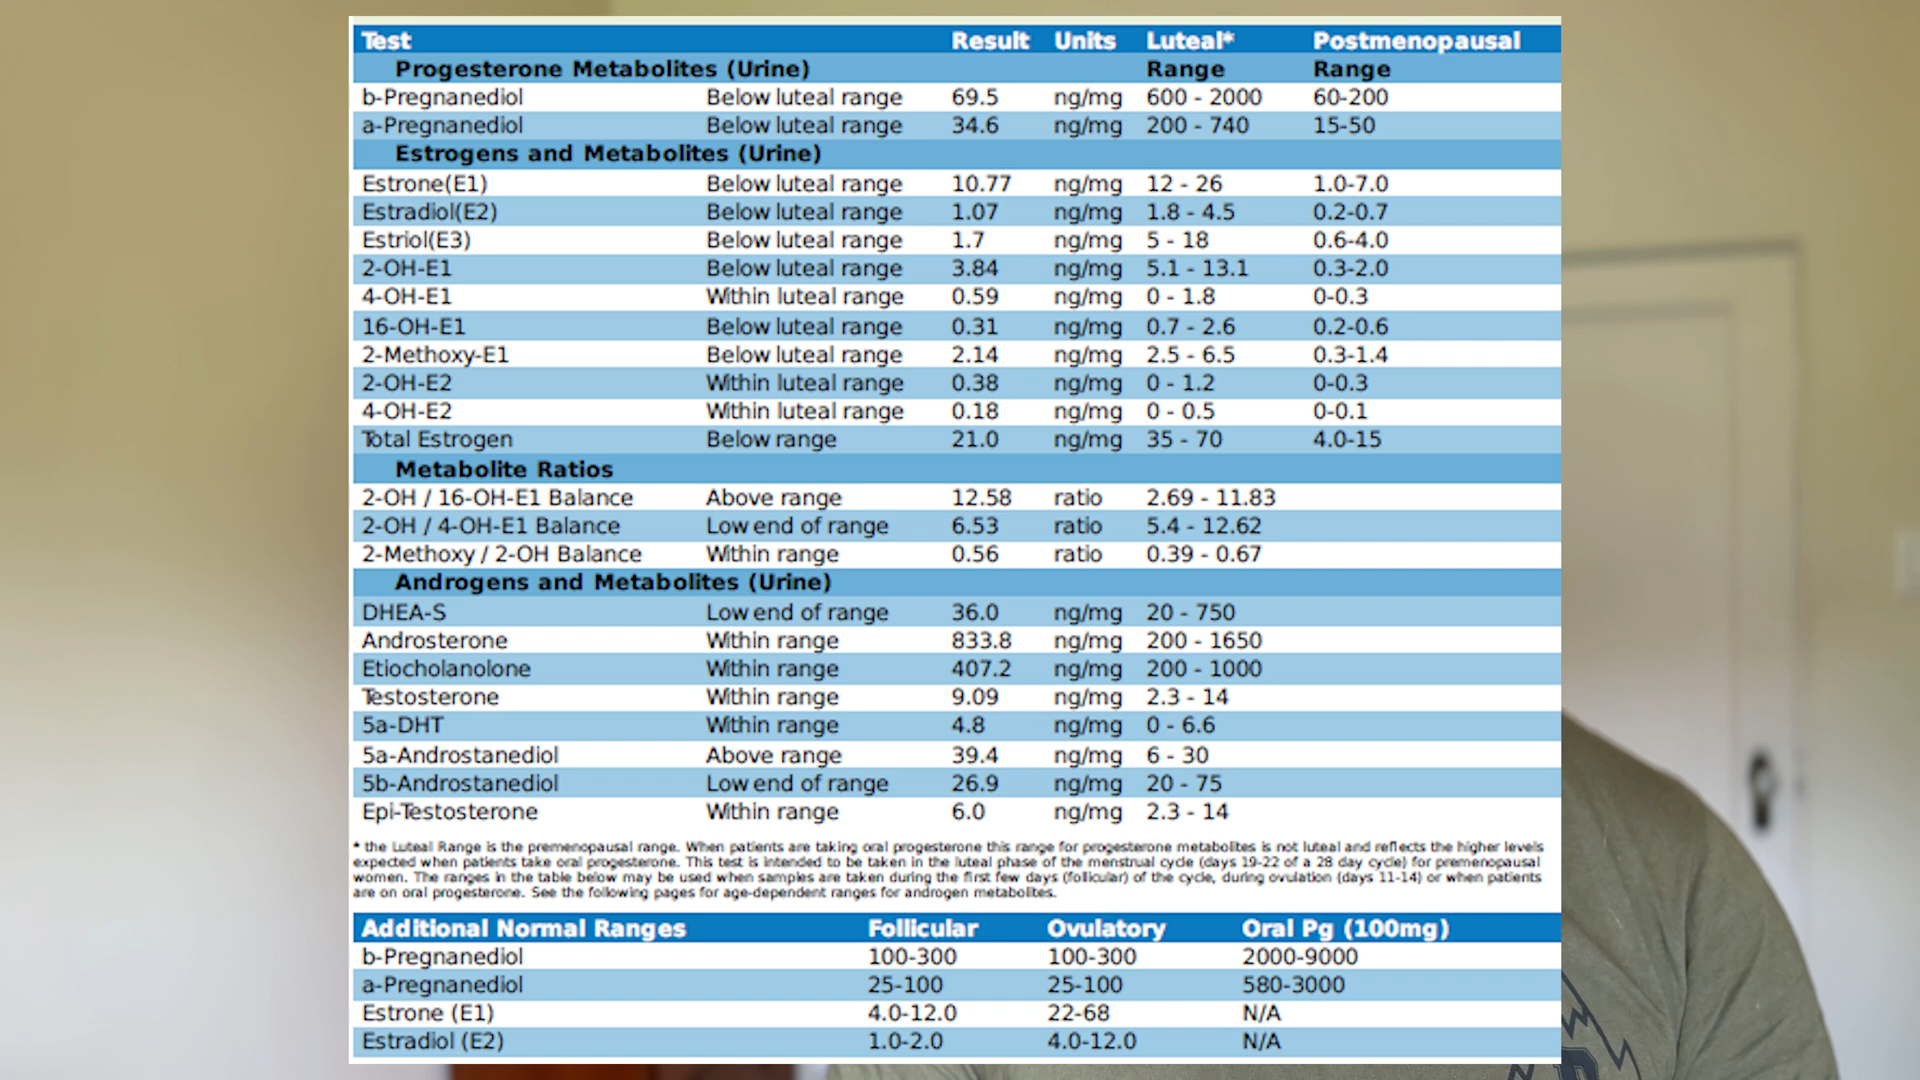 Test Result Units Luteal* Postmenopausal
Progesterone Metabolites (Urine) Range Range
b-Pregnanediol Below luteal range 69.5 ng/mg 600 - 2000 60-200
a-Pregnanediol Below luteal range 34.6 ng/mg 200 - 740 15-50
Estrogens and Metabolites (Urine)
Estrone(E1) Below luteal range 10.77 ng/mg 12 - 26 1.0-7.0
Estradiol(E2) Below luteal range 1.07 ng/mg 1.8 - 4.5 0.2-0.7
Estriol(E3) Below luteal range 1.7 ng/mg 5 - 18 0.6-4.0
2-OH-E1 Below luteal range 3.84 ng/mg 5.1 - 13.1 0.3-2.0
4-OH-E1 Within luteal range 0.59 ng/mg 0 - 1.8 0-0.3
16-OH-E1 Below luteal range 0.31 ng/mg 0.7 - 2.6 0.2-0.6
2-Methoxy-E1 Below luteal range 2.14 ng/mg 2.5 - 6.5 0.3-1.4
2-OH-E2 Within luteal range 0.38 ng/mg 0 - 1.2 0-0.3
4-OH-E2 Within luteal range 0.18 ng/mg 0 - 0.5 0-0.1
Total Estrogen Below range 21.0 ng/mg 35 - 70 4.0-15
Metabolite Ratios
2-OH / 16-OH-E1 Balance Above range 12.58 ratio 2.69 - 11.83
2-OH / 4-OH-E1 Balance Low end of range 6.53 ratio 5.4 - 12.62
2-Methoxy / 2-OH Balance Within range 0.56 ratio 0.39 - 0.67
Androgens and Metabolites (Urine)
DHEA-S Low end of range 36.0 ng/mg 20 - 750
Androsterone Within range 833.8 ng/mg 200 - 1650
Etiocholanolone Within range 407.2 ng/mg 200 - 1000
Testosterone Within range 9.09 ng/mg 2.3 - 14
5a-DHT Within range 4.8 ng/mg 0 - 6.6
5a-Androstanediol Above range 39.4 ng/mg 6 - 30
5b-Androstanediol Low end of range 26.9 ng/mg 20 - 75
Epi-Testosterone Within range 6.0 ng/mg 2.3 - 14
* the Luteal Range is the premenopausal range. When patients are taking oral progesterone this range for progesterone metabolites is not luteal and reflects the higher levels
expected when patients take oral progesterone. This test is intended to be taken in the luteal phase of the menstrual cycle (days 19-22 of a 28 day cycle) for premenopausal
women. The ranges in the table below may be used when samples are taken during the first few days (follicular) of the cycle, during ovulation (days 11-14) or when patients
are on oral progesterone. See the following pages for age-dependent ranges for androgen metabolites.
Additional Normal Ranges Follicular Ovulatory Oral Pg (100mg)
b-Pregnanediol 100-300 100-300 2000-9000
a-Pregnanediol 25-100 25-100 580-3000
Estrone (E1) 4.0-12.0 22-68 N/A
Estradiol (E2) 1.0-2.0 4.0-12.0 N/A